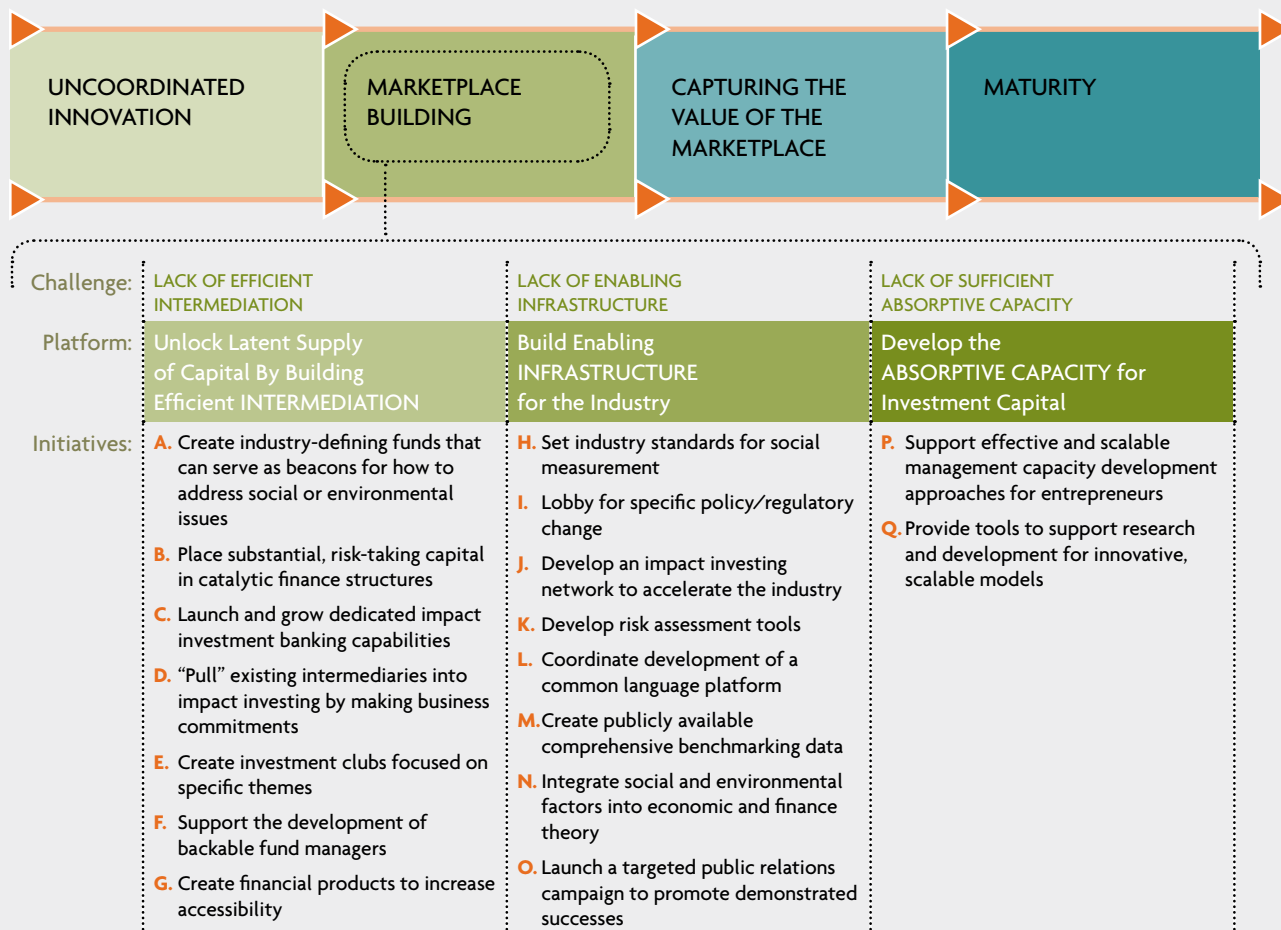 UNCOORDINATED
INNOVATION
MARKETPLACE
BUILDING
CAPTURING THE
VALUE OF THE
MARKETPLACE
MATURITY
Challenge:
LACK OF EFFICIENT
INTERMEDIATION
LACK OF ENABLING
INFRASTRUCTURE
LACK OF SUFFICIENT
ABSORPTIVE CAPACITY
Platform:
Unlock Latent Supply
of Capital By Building
Efficient INTERMEDIATION
Build Enabling
INFRASTRUCTURE
for the Industry
Develop the
ABSORPTIVE CAPACITY for
Investment Capital
Initiatives:
A. Create industry-defining funds that
can serve as beacons for how to
address social or environmental
issues
B. Place substantial, risk-taking capital
in catalytic finance structures
C. Launch and grow dedicated impact
investment banking capabilities
D. “Pull” existing intermediaries into
impact investing by making business
commitments
E. Create investment clubs focused on
specific themes
F. Support the development of
backable fund managers
G. Create financial products to increase
accessibility
H. Set industry standards for social
measurement
I. Lobby for specific policy/regulatory
change
J. Develop an impact investing
network to accelerate the industry
K. Develop risk assessment tools
L. Coordinate development of a
common language platform
M. Create publicly available
comprehensive benchmarking data
N. Integrate social and environmental
factors into economic and finance
theory
O. Launch a targeted public relations
campaign to promote demonstrated
successes
P. Support effective and scalable
management capacity development
approaches for entrepreneurs
Q. Provide tools to support research
and development for innovative,
scalable models